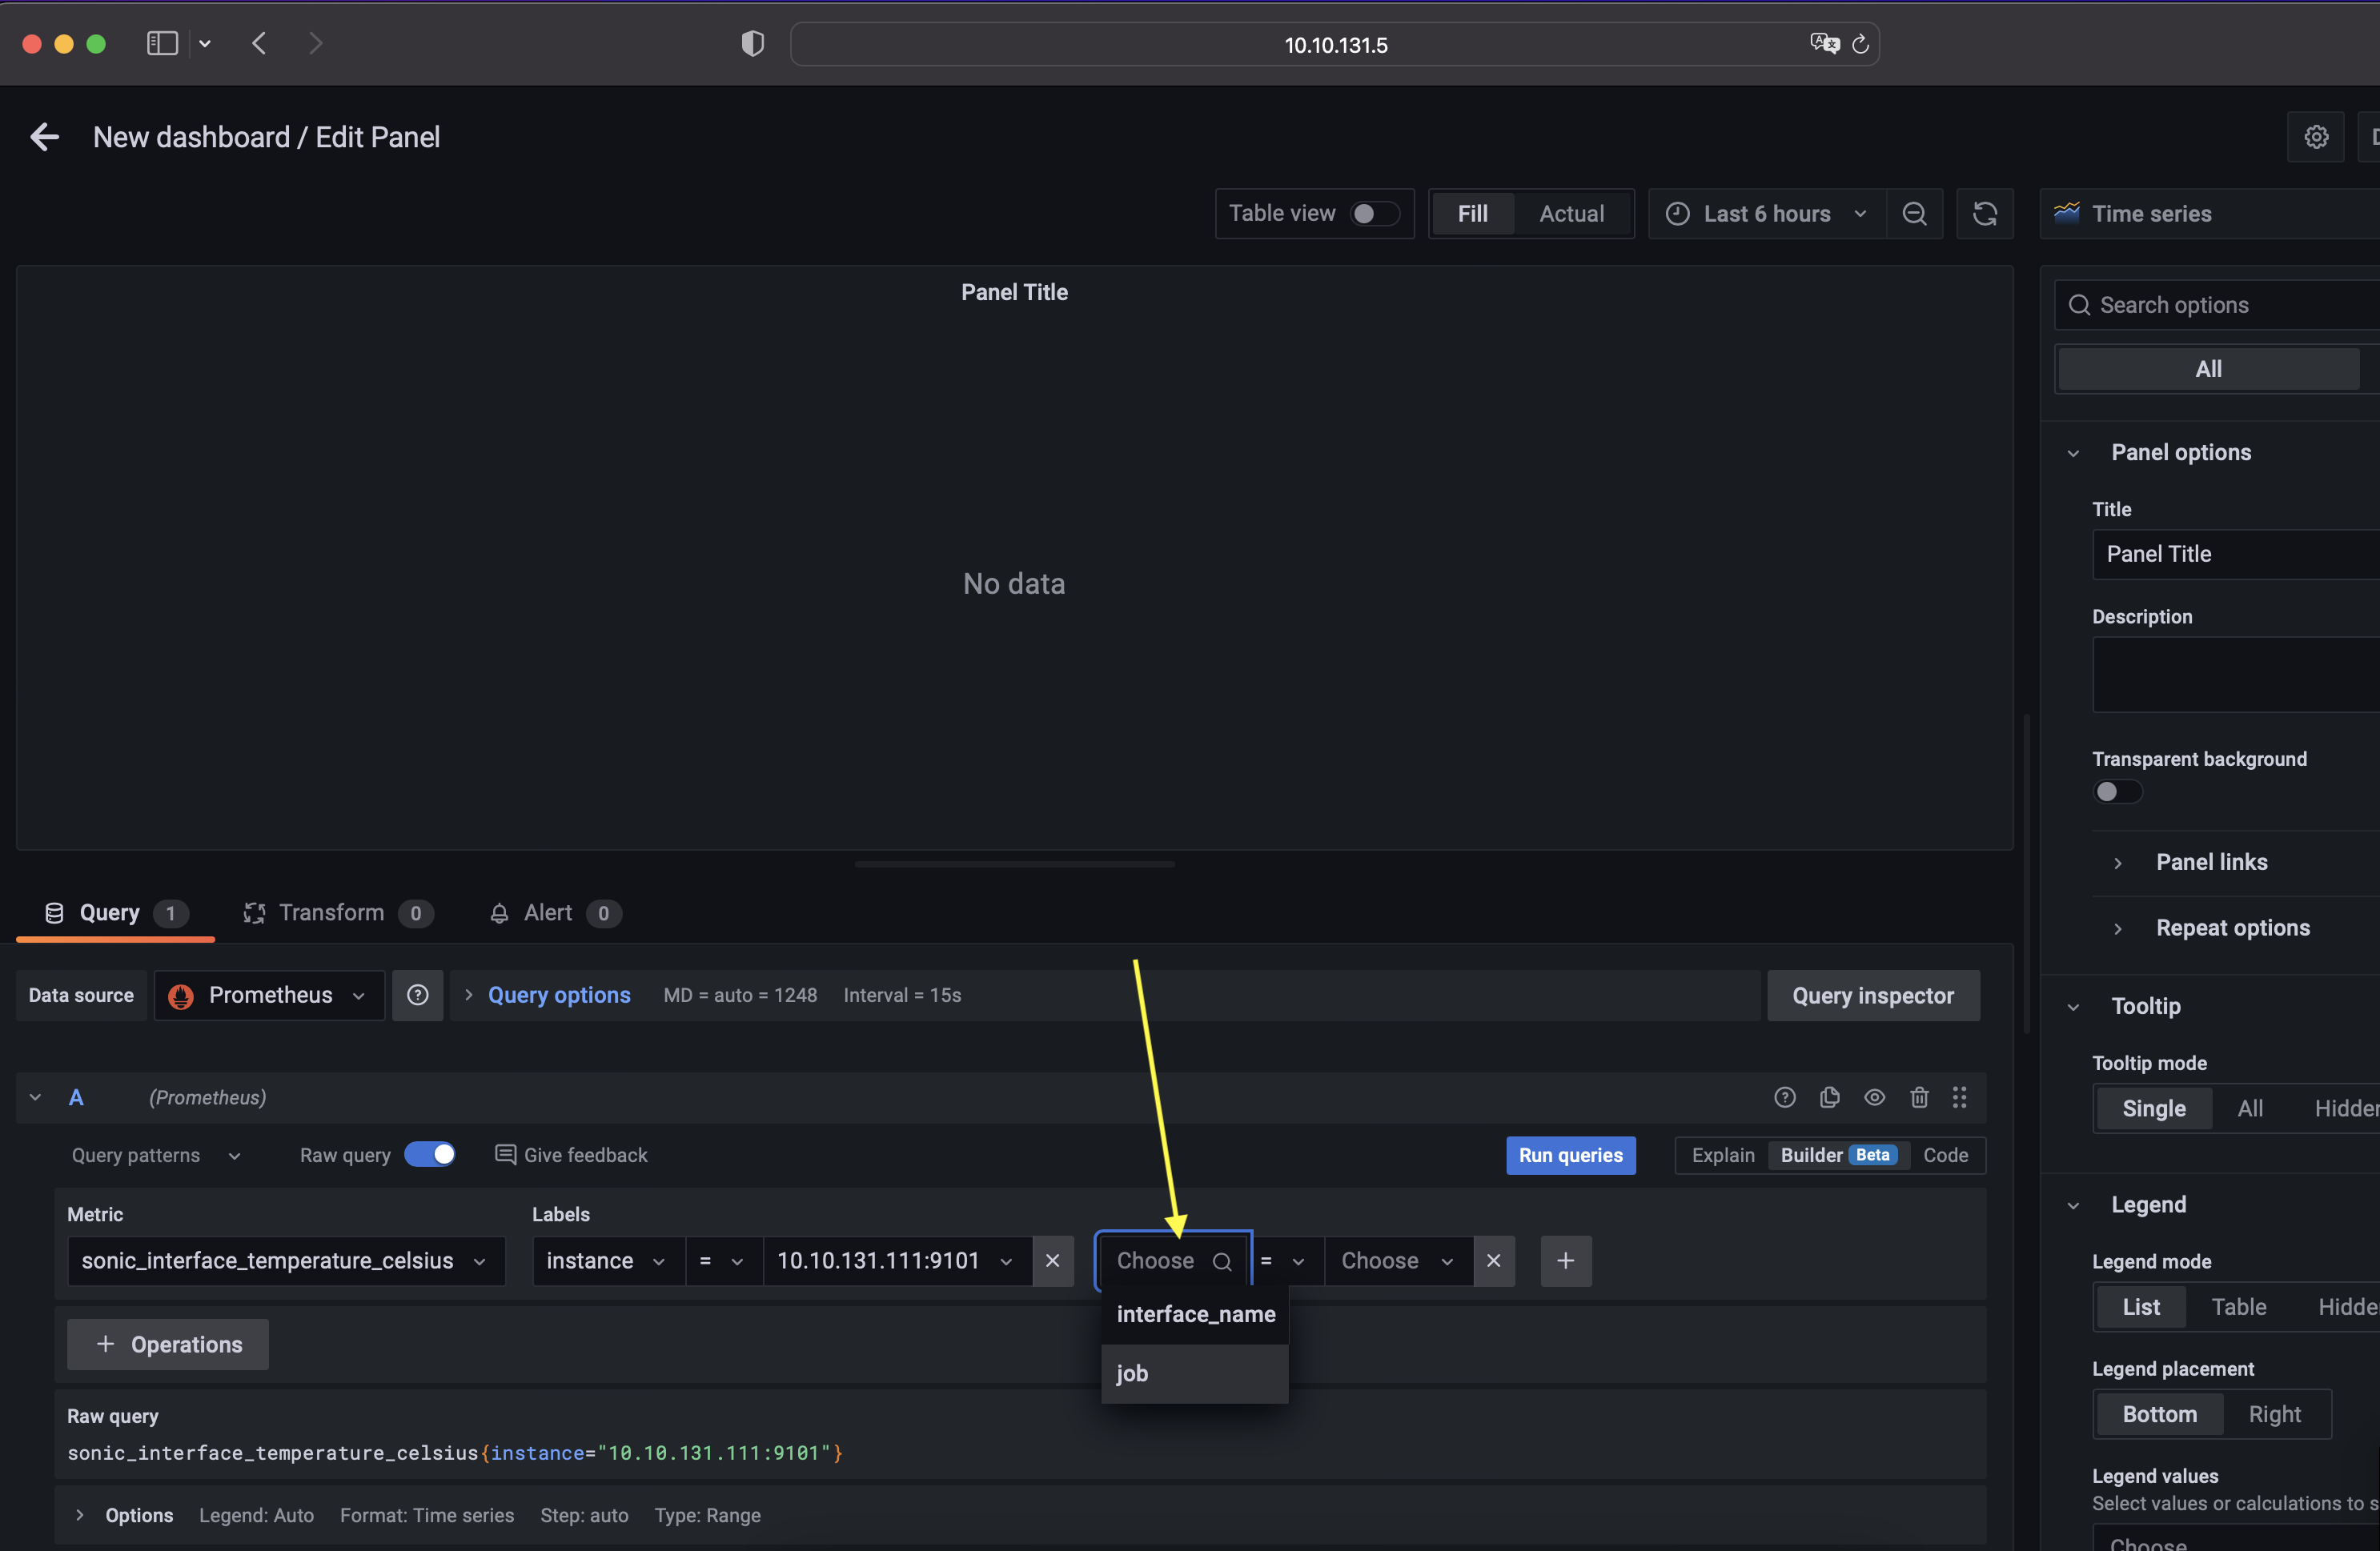 10.10.131.5
New dashboard / Edit Panel
Table view
Fill
Actual
Last 6 hours
Time series
Panel Title
No data
Search options
All
Panel options
Title
Panel Title
Description
Transparent background
Panel links
Repeat options
Tooltip
Tooltip mode
Single All Hidden
Legend
Legend mode
List Table Hidde
Legend placement
Bottom Right
Legend values
Select values or calculations to s
Choose
Query 1
Transform 0
Alert 0
Data source Prometheus Query options MD = auto = 1248 Interval = 15s Query inspector
A (Prometheus)
Query patterns Raw query Give feedback Run queries Explain Builder Beta Code
Metric Labels
sonic_interface_temperature_celsius instance = 10.10.131.111:9101 Choose = Choose
interface_name
job
+ Operations
Raw query
sonic_interface_temperature_celsius{instance="10.10.131.111:9101"}
Options Legend: Auto Format: Time series Step: auto Type: Range